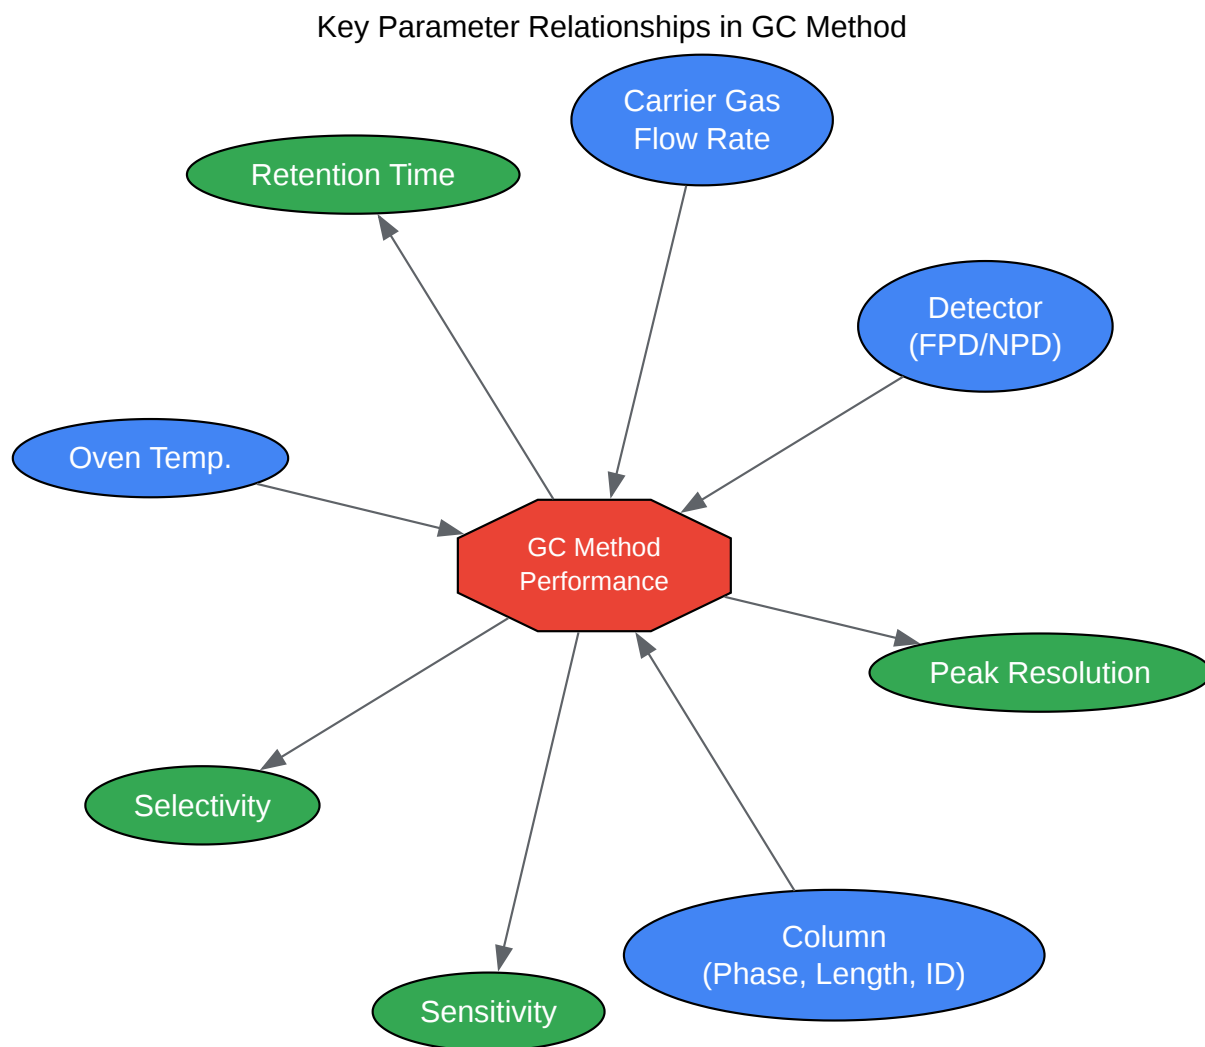 Key Parameter Relationships in GC Method
Carrier Gas
Flow Rate
Retention Time
Detector
(FPD/NPD)
Oven Temp.
GC Method
Performance
Peak Resolution
Selectivity
Column
(Phase, Length, ID)
Sensitivity